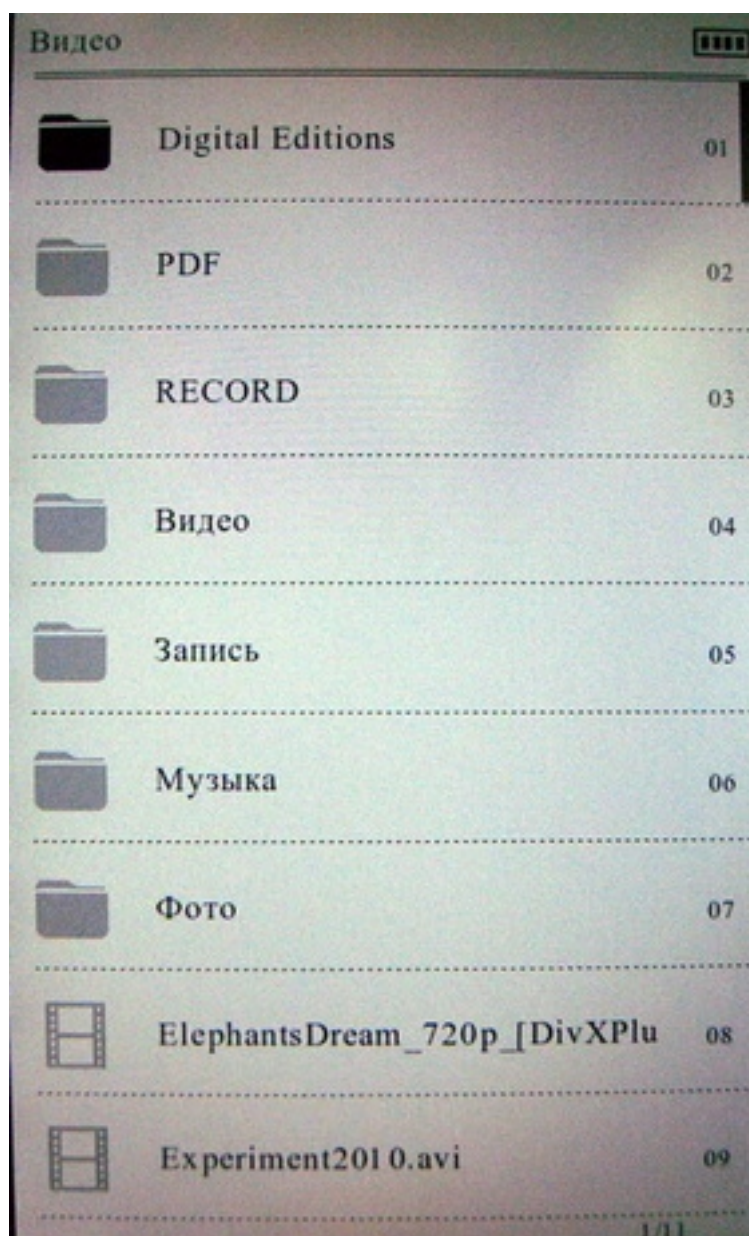 Видео
Digital Editions 01
PDF 02
RECORD 03
Видео 04
Запись 05
Музыка 06
Фото 07
ElephantsDream_720p_[DivXPlu 08
Experiment2010.avi 09
1/11